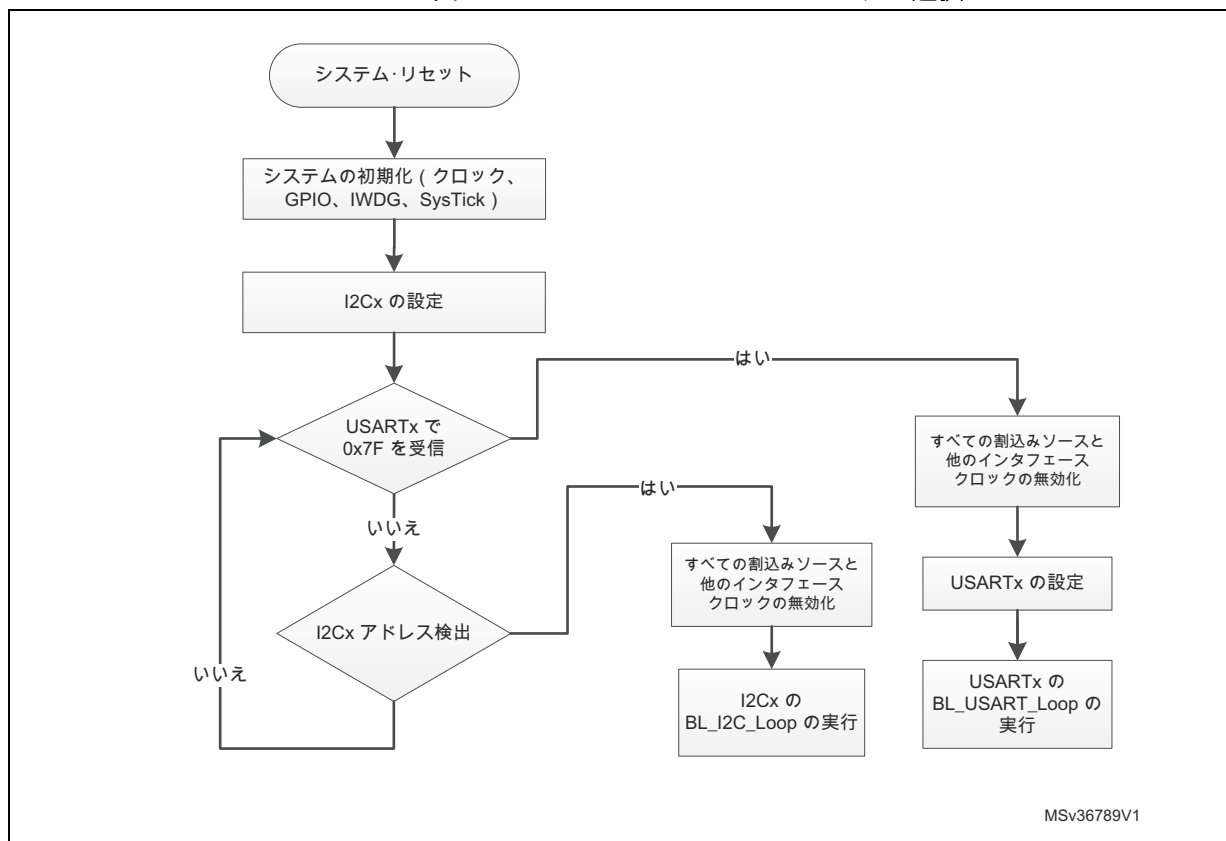 システム・リセット
システムの初期化（クロック、
GPIO、IWDG、SysTick）
I2Cx の設定
はい
USARTx で
0x7F を受信
すべての割込みソースと
他のインタフェース
クロックの無効化
はい
いいえ
すべての割込みソースと
他のインタフェース
クロックの無効化
USARTx の設定
I2Cx アドレス検出
いいえ
I2Cx の
BL_I2C_Loop の実行
USARTx の
BL_USART_Loop の
実行
MSv36789V1